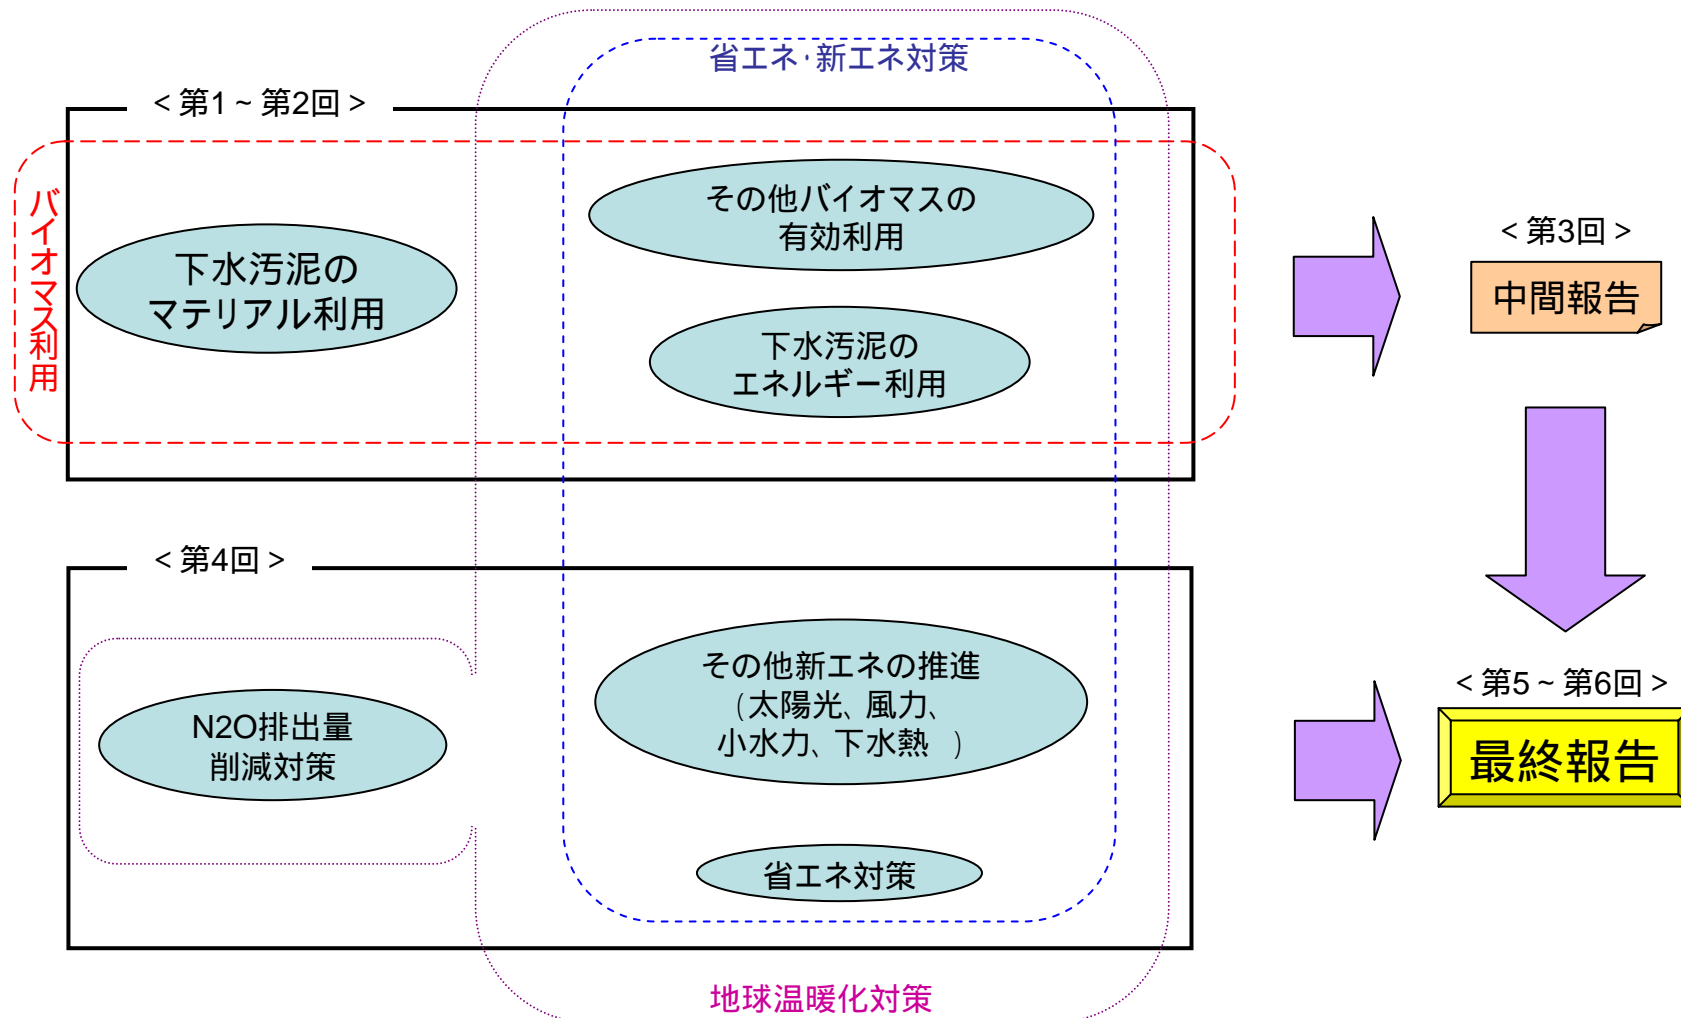 省エネ・新エネ対策
＜第1～第2回＞
バイオマス利用
その他バイオマスの
有効利用
下水汚泥の
マテリアル利用
下水汚泥の
エネルギー利用
＜第3回＞
中間報告
＜第4回＞
その他新エネの推進
（太陽光、風力、
小水力、下水熱　）
N2O排出量
削減対策
省エネ対策
＜第5～第6回＞
最終報告
地球温暖化対策